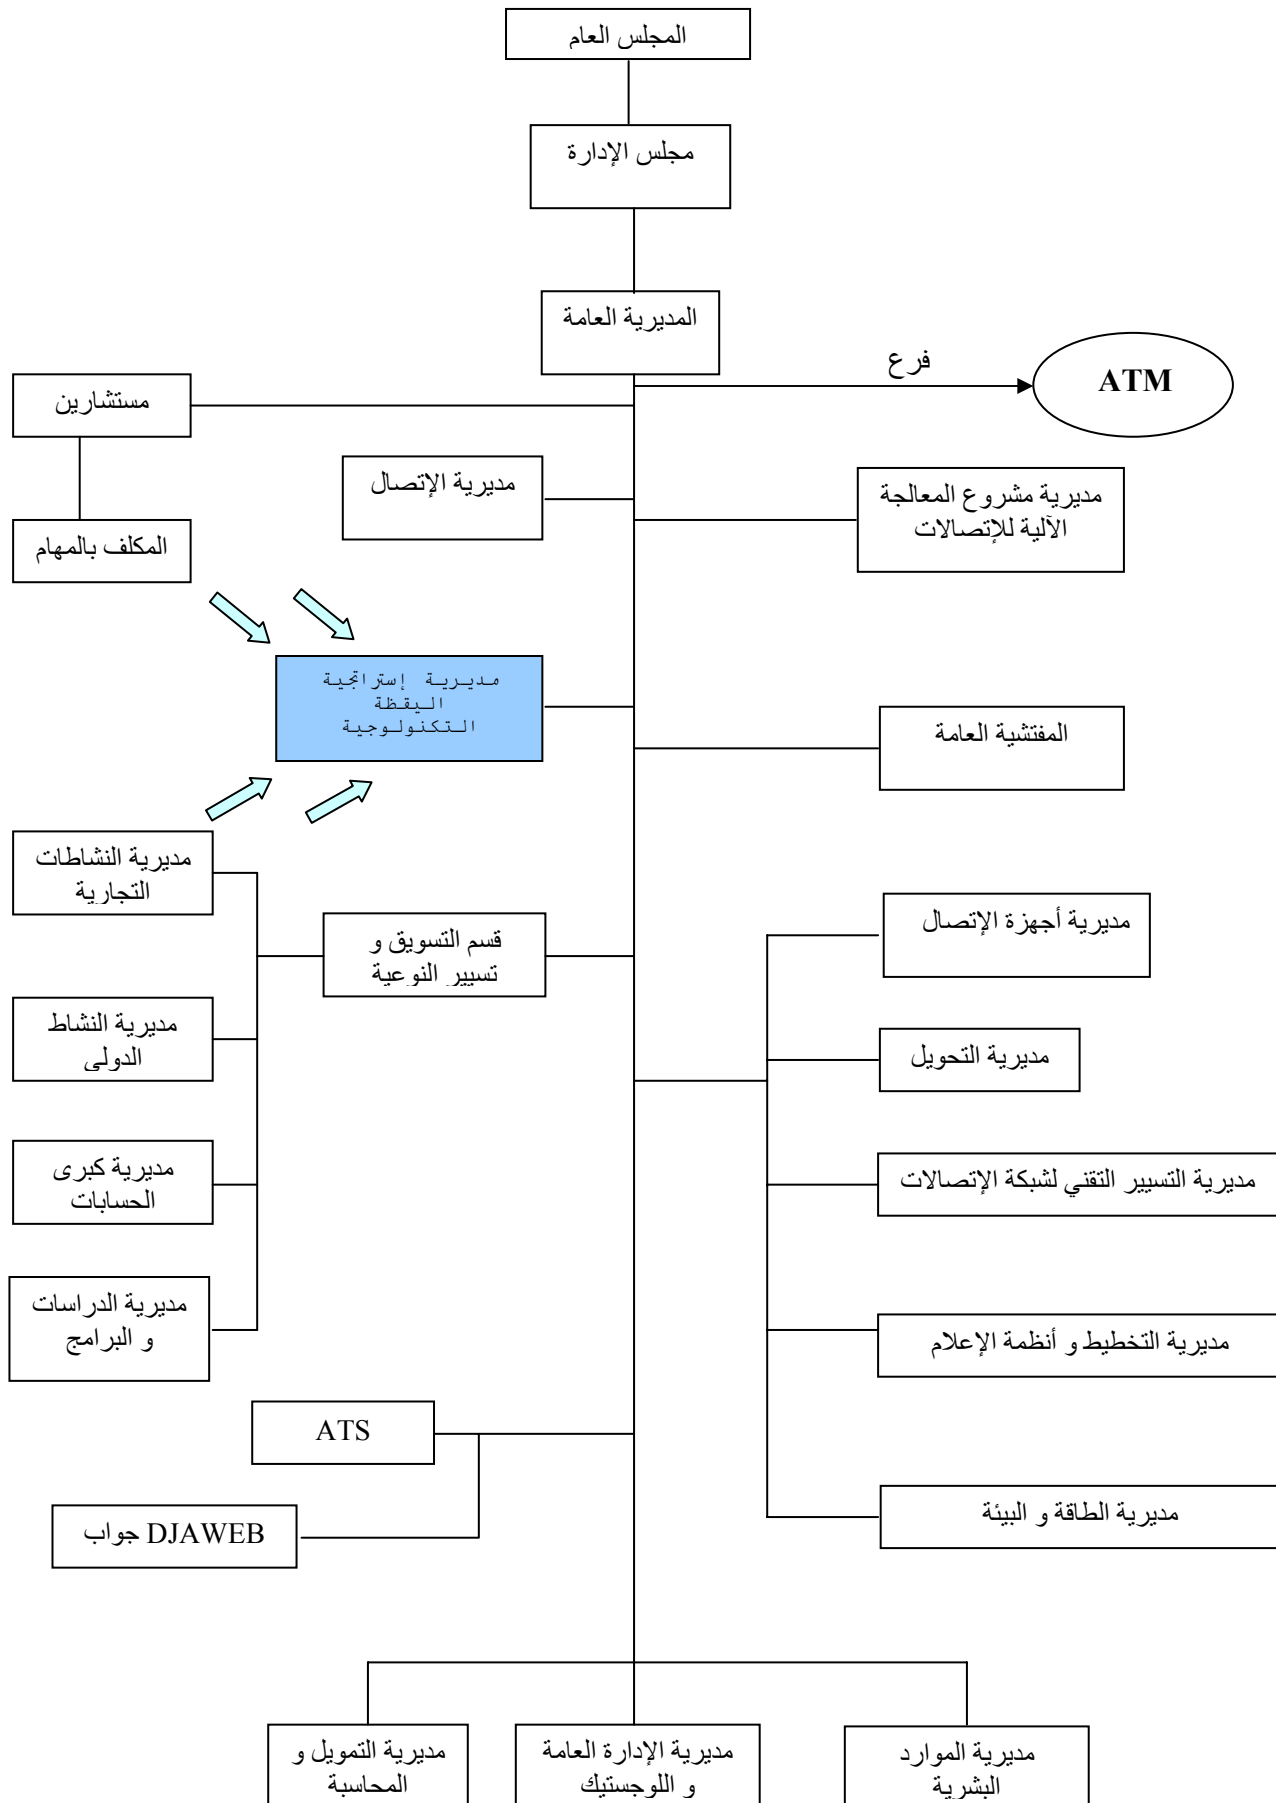 المجلس العام
مجلس الإدارة
المديرية العامة
فرع
ATM
مستشارين
مديرية الإتصال
مديرية مشروع المعالجة
الآلية للإتصالات
المكلف بالمهام
مديرية إستراتجية
اليقظة
التكنولوجية
المفتشية العامة
مديرية النشاطات
التجارية
قسم التسويق و
تسيير النوعية
مديرية أجهزة الإتصال
مديرية النشاط
الدولي
مديرية التحويل
مديرية كبرى
الحسابات
مديرية التسيير التقني لشبكة الإتصالات
مديرية الدراسات
و البرامج
مديرية التخطيط و أنظمة الإعلام
ATS
DJAWEB جواب
مديرية الطاقة و البيئة
مديرية الموارد
البشرية
مديرية الإدارة العامة
و اللوجستيك
مديرية التمويل و
المحاسبة